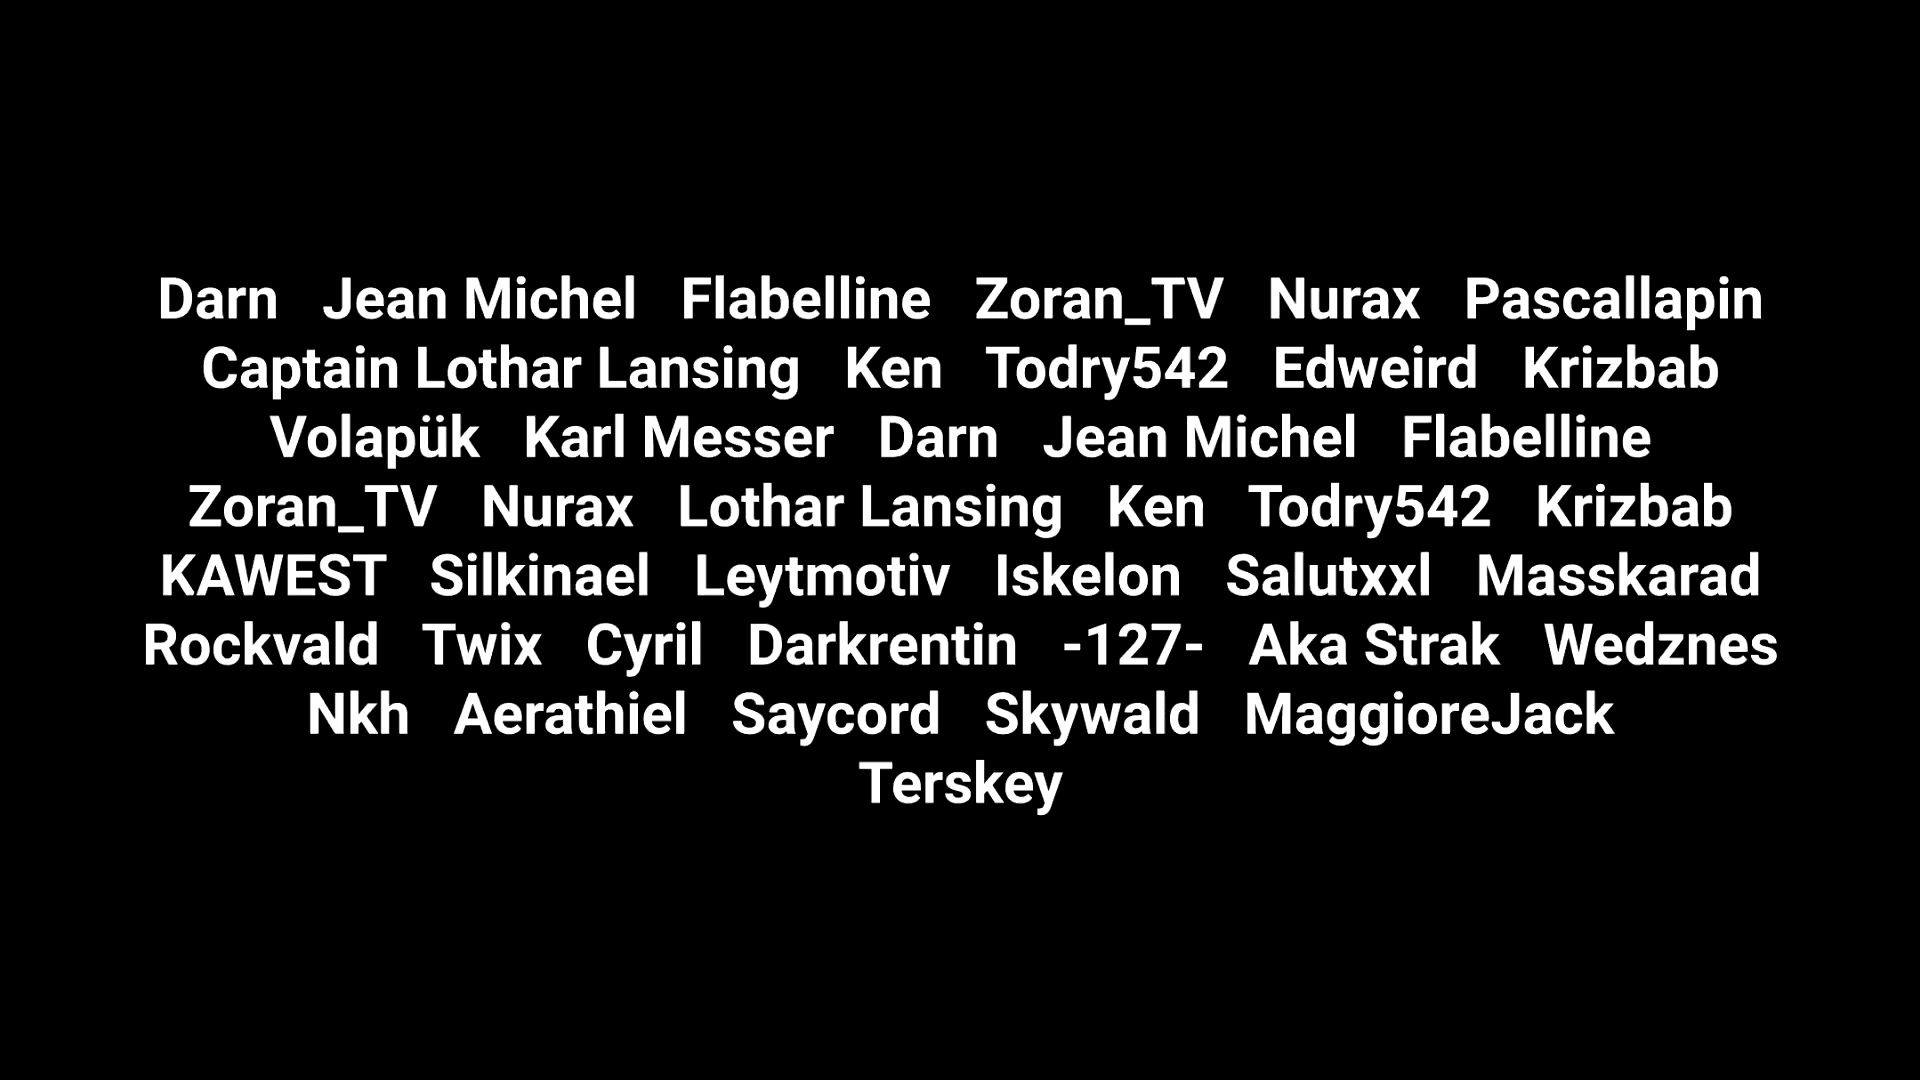 Darn Jean Michel Flabelline Zoran_TV Nurax Pascallapin
Captain Lothar Lansing Ken Todry542 Edweird Krizbab
Volapük Karl Messer Darn Jean Michel Flabelline
Zoran_TV Nurax Lothar Lansing Ken Todry542 Krizbab
KAWEST Silkinael Leytmotiv Iskelon Salutxxl Masskarad
Rockvald Twix Cyril Darkrentin -127- Aka Strak Wedznes
Nkh Aerathiel Saycord Skywald MaggioreJack
Terskey